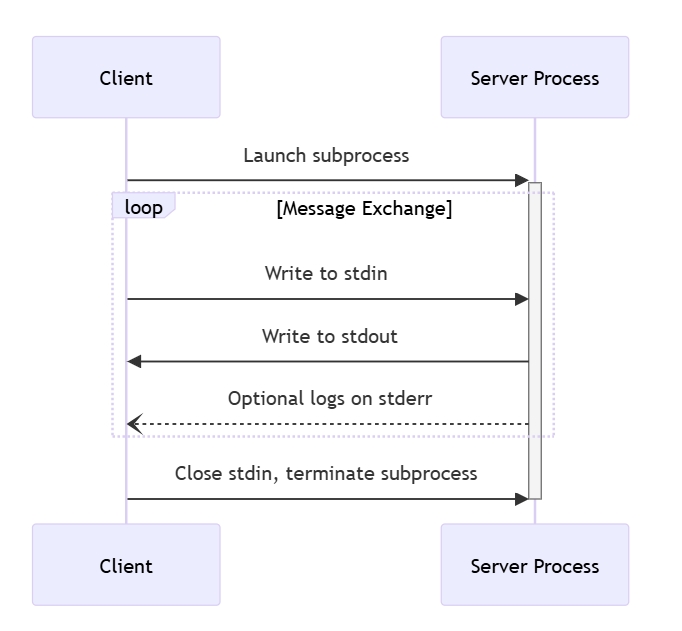 Client
Server Process
Launch subprocess
loop
[Message Exchange]
Write to stdin
Write to stdout
Optional logs on stderr
Close stdin, terminate subprocess
Client
Server Process